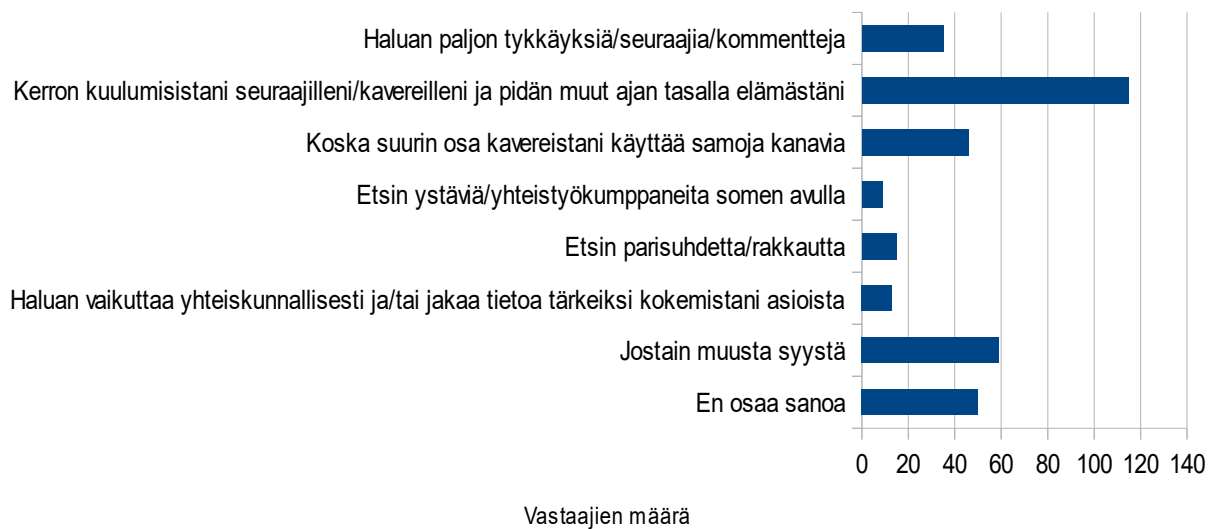 Haluan paljon tykkäyksiä/seuraajia/kommentteja
Kerron kuulumisistani seuraajilleni/kavereilleni ja pidän muut ajan tasalla elämästäni
Koska suurin osa kavereistani käyttää samoja kanavia
Etsin ystäviä/yhteistyökumppaneita somen avulla
Etsin parisuhdetta/rakkautta
Haluan vaikuttaa yhteiskunnallisesti ja/tai jakaa tietoa tärkeiksi kokemistani asioista
Jostain muusta syystä
En osaa sanoa
0 20 40 60 80 100 120 140
Vastaajien määrä